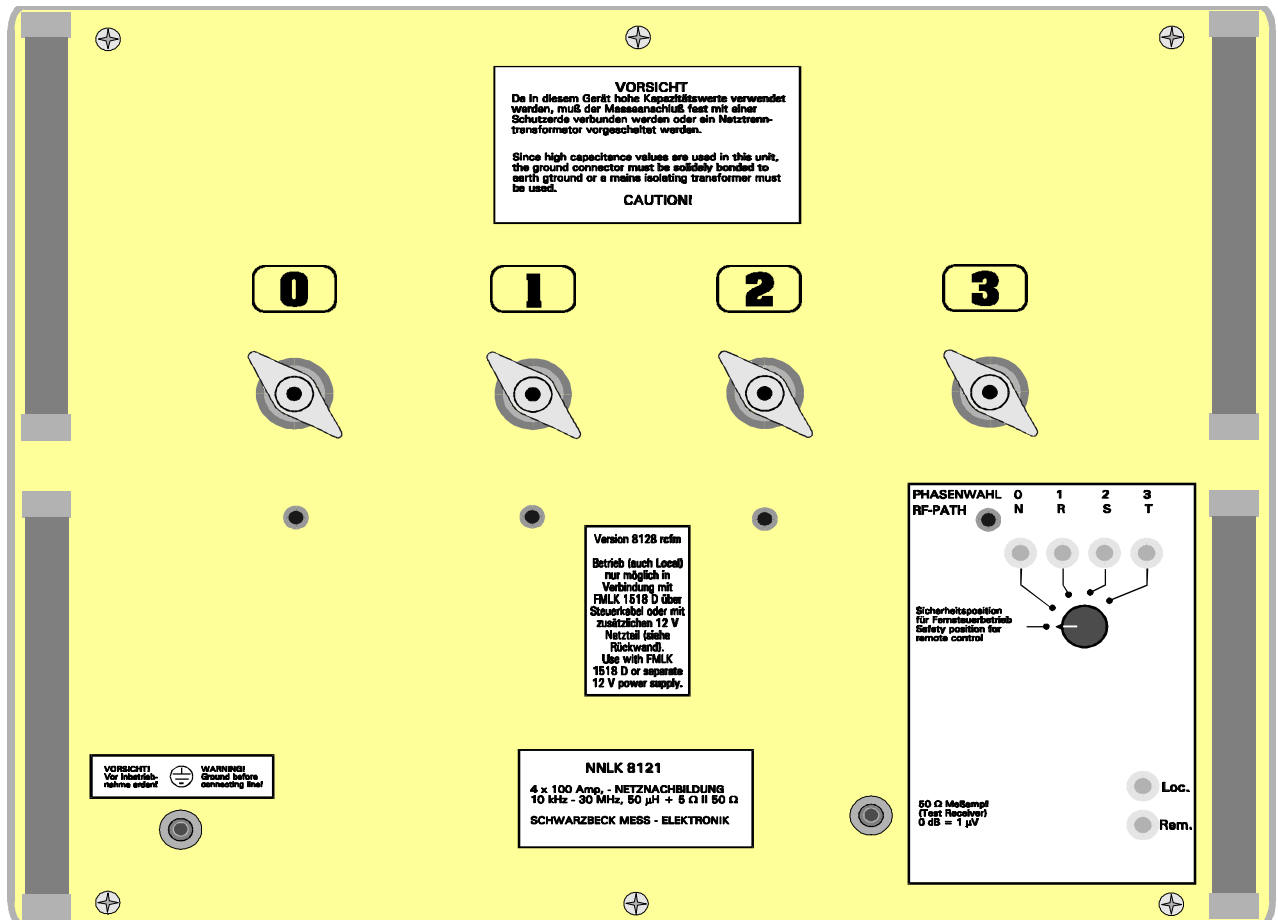 VORSICHT
Da in diesem Gerät hohe Kapazitätswerte verwendet
werden, muß der Masseanschluß fest mit einer
Schutzerde verbunden werden oder ein Netztrenn-
transformator vorgeschaltet werden.
Since high capacitance values are used in this unit,
the ground connector must be solidely bonded to
earth gtround or a mains isolating transformer must
be used.
CAUTION!
0
1
2
3
PHASENWAHL 0 1 2 3
RF-PATH N R S T
Sicherheitsposition
für Fernsteuerbetrieb
Safety position for
remote control
Version 8128 rcfm
Betrieb (auch Local)
nur möglich in
Verbindung mit
FMLK 1518 D über
Steuerkabel oder mit
zusätzlichen 12 V
Netzteil (siehe
Rückwand).
Use with FMLK
1518 D or separate
12 V power supply.
VORSICHT!
Vor Inbetrieb-
nahme erden!
WARNING!
Ground before
connecting line!
NNLK 8121
4 x 100 Amp, - NETZNACHBILDUNG
10 kHz - 30 MHz, 50 µH + 5 Ω II 50 Ω
SCHWARZBECK MESS - ELEKTRONIK
50 Ω Meßempf
(Test Receiver)
0 dB = 1 µV
Loc.
Rem.